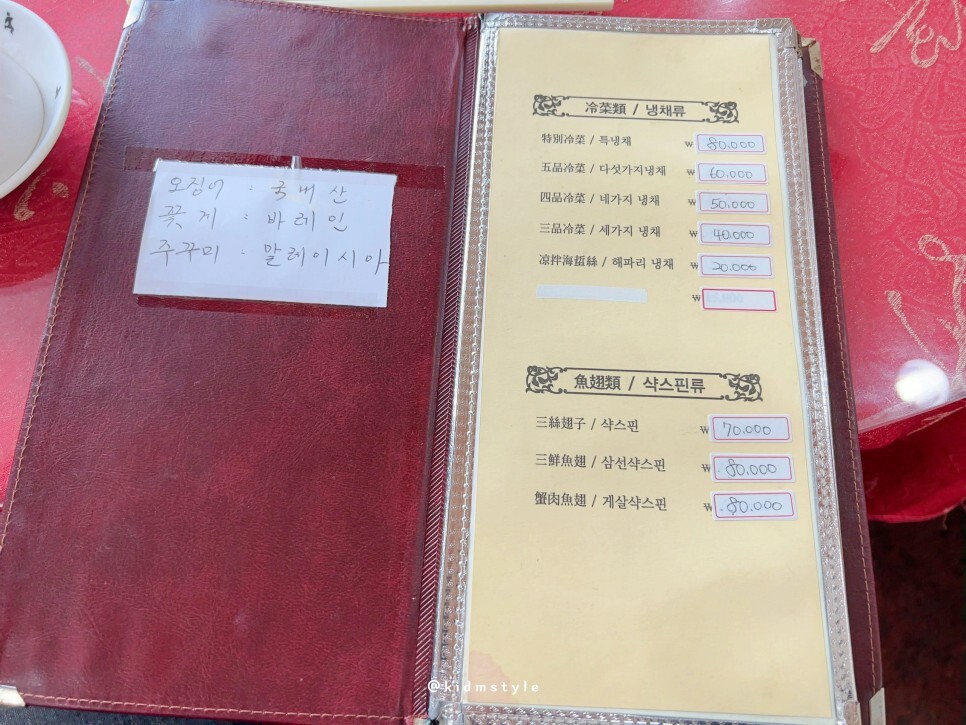 오징어 : 국내산
꽃게 : 바레인
주꾸미 : 말레이시아
冷菜類 / 냉채류
特別冷菜 / 특냉채 ₩ 80.000
五品冷菜 / 다섯가지냉채 ₩ 60.000
四品冷菜 / 네가지 냉채 ₩ 50.000
三品冷菜 / 세가지 냉채 ₩ 40.000
凉拌海蜇絲 / 해파리 냉채 ₩ 20.000
₩
魚翅類 / 샥스핀류
三絲翅子 / 샥스핀 ₩ 70.000
三鮮魚翅 / 삼선샥스핀 ₩ 80.000
蟹肉魚翅 / 게살샥스핀 ₩ 80.000
@kidmstyle